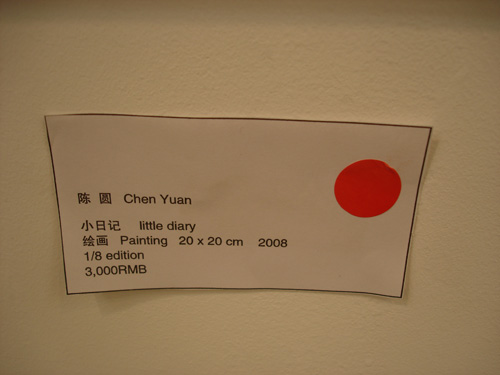 陈 圆 Chen Yuan
小日记 little diary
绘画 Painting 20 x 20 cm 2008
1/8 edition
3,000RMB